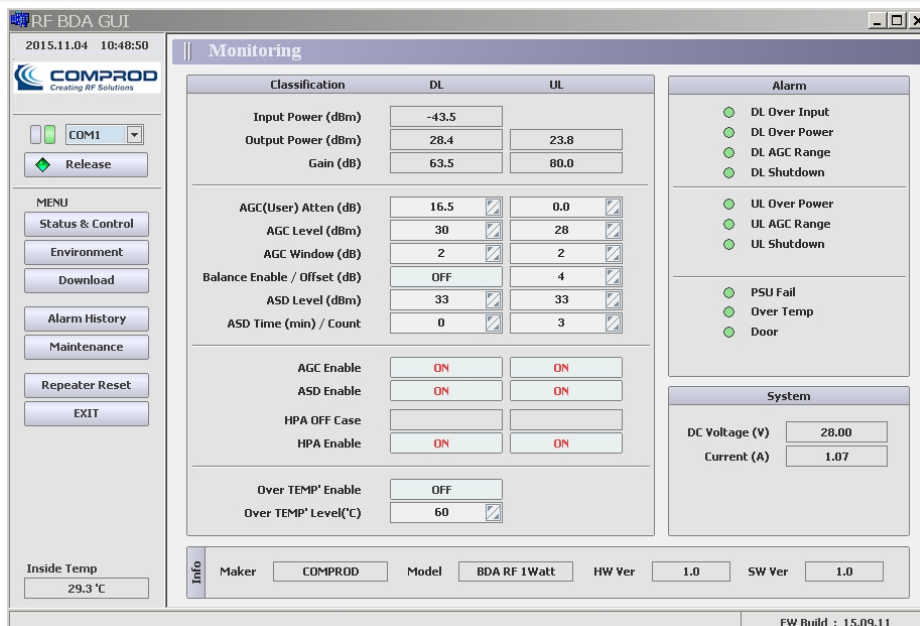 RF BDA GUI
2015.11.04 10:48:50
COMPROD
Creating RF Solutions
COM1
Release
MENU
Status & Control
Environment
Download
Alarm History
Maintenance
Repeater Reset
EXIT
Inside Temp
29.3 'C
Monitoring
Classification DL UL
Input Power (dBm) -43.5
Output Power (dBm) 28.4 23.8
Gain (dB) 63.5 80.0
AGC(User) Atten (dB) 16.5 0.0
AGC Level (dBm) 30 28
AGC Window (dB) 2 2
Balance Enable / Offset (dB) OFF 4
ASD Level (dBm) 33 33
ASD Time (min) / Count 0 3
AGC Enable ON ON
ASD Enable ON ON
HPA OFF Case
HPA Enable ON ON
Over TEMP' Enable OFF
Over TEMP' Level('C) 60
Alarm
DL Over Input
DL Over Power
DL AGC Range
DL Shutdown
UL Over Power
UL AGC Range
UL Shutdown
PSU Fail
Over Temp
Door
System
DC Voltage (V) 28.00
Current (A) 1.07
Info
Maker COMPROD Model BDA RF 1Watt HW Ver 1.0 SW Ver 1.0
FW Build : 15.09.11